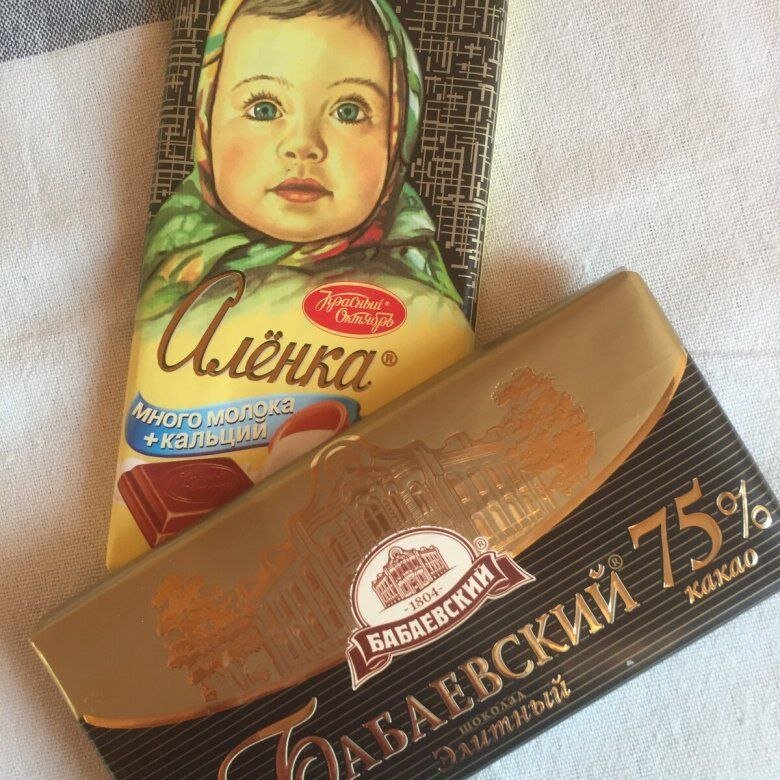 Красный®
Октябрь
Алёнка®
МНОГО МОЛОКА
+КАЛЬЦИЙ
®
-1804-
БАБАЕВСКИЙ
БАБАЕВСКИЙ®
75%
какао
ШОКОЛАД
Элитный